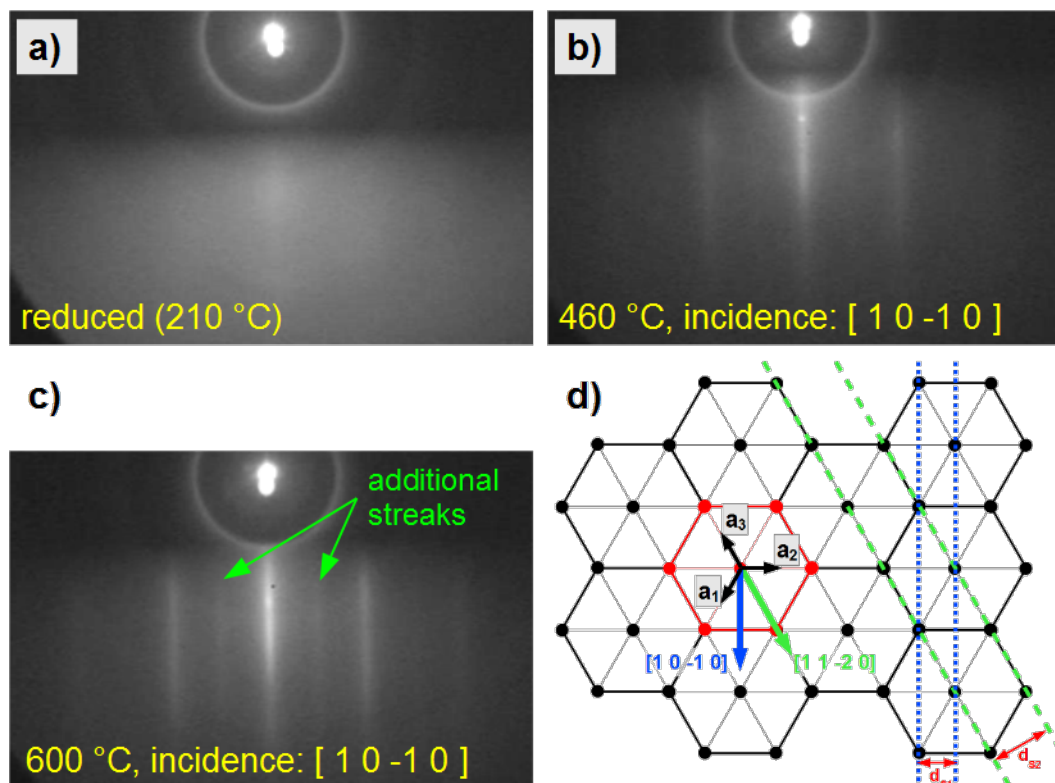 a)
reduced (210 °C)
b)
460 °C, incidence: [ 1 0 -1 0 ]
c)
additional
streaks
600 °C, incidence: [ 1 0 -1 0 ]
d)
a₃
a₂
a₁
[1 0 -1 0]
[1 1 -2 0]
dₛ₂